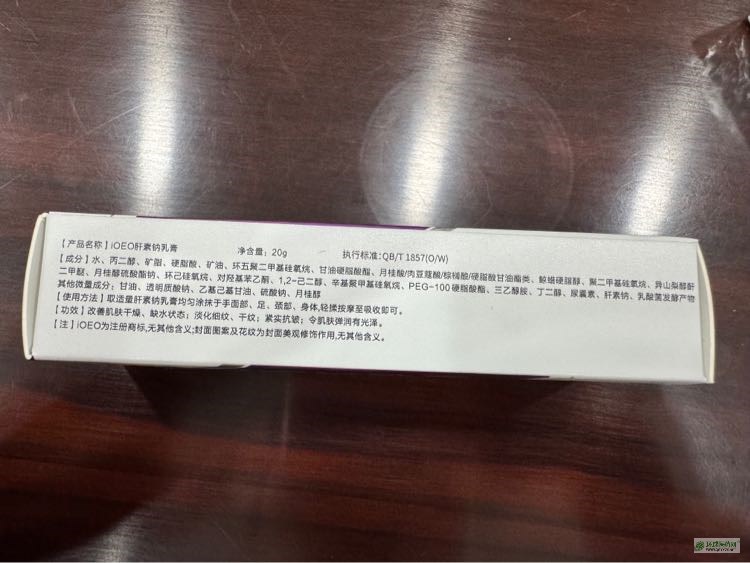 【产品名称】iOEO肝素钠乳膏 净含量：20g 执行标准:QB/T 1857(O/W)
【成分】水、丙二醇、矿脂、硬脂酸、矿油、环五聚二甲基硅氧烷、甘油硬脂酸酯、月桂酸/肉豆蔻酸/棕榈酸/硬脂酸甘油酯类、鲸蜡硬脂醇、聚二甲基硅氧烷、异山梨醇酐
二甲醚、月桂醇硫酸酯钠、环己硅氧烷、对羟基苯乙酮、1,2-己二醇、辛基聚甲基硅氧烷、PEG-100硬脂酸酯、三乙醇胺、丁二醇、尿囊素、肝素钠、乳酸菌发酵产物
其他微量成分：甘油、透明质酸钠、乙基己基甘油、硫酸钠、月桂醇
【使用方法】取适量肝素钠乳膏均匀涂抹于手面部、足、颈部、身体,轻揉按摩至吸收即可。
【功效】改善肌肤干燥、缺水状态；淡化细纹、干纹；紧实抗皱；令肌肤弹润有光泽。
【注】iOEO为注册商标,无其他含义;封面图案及花纹为封面美观修饰作用,无其他含义。